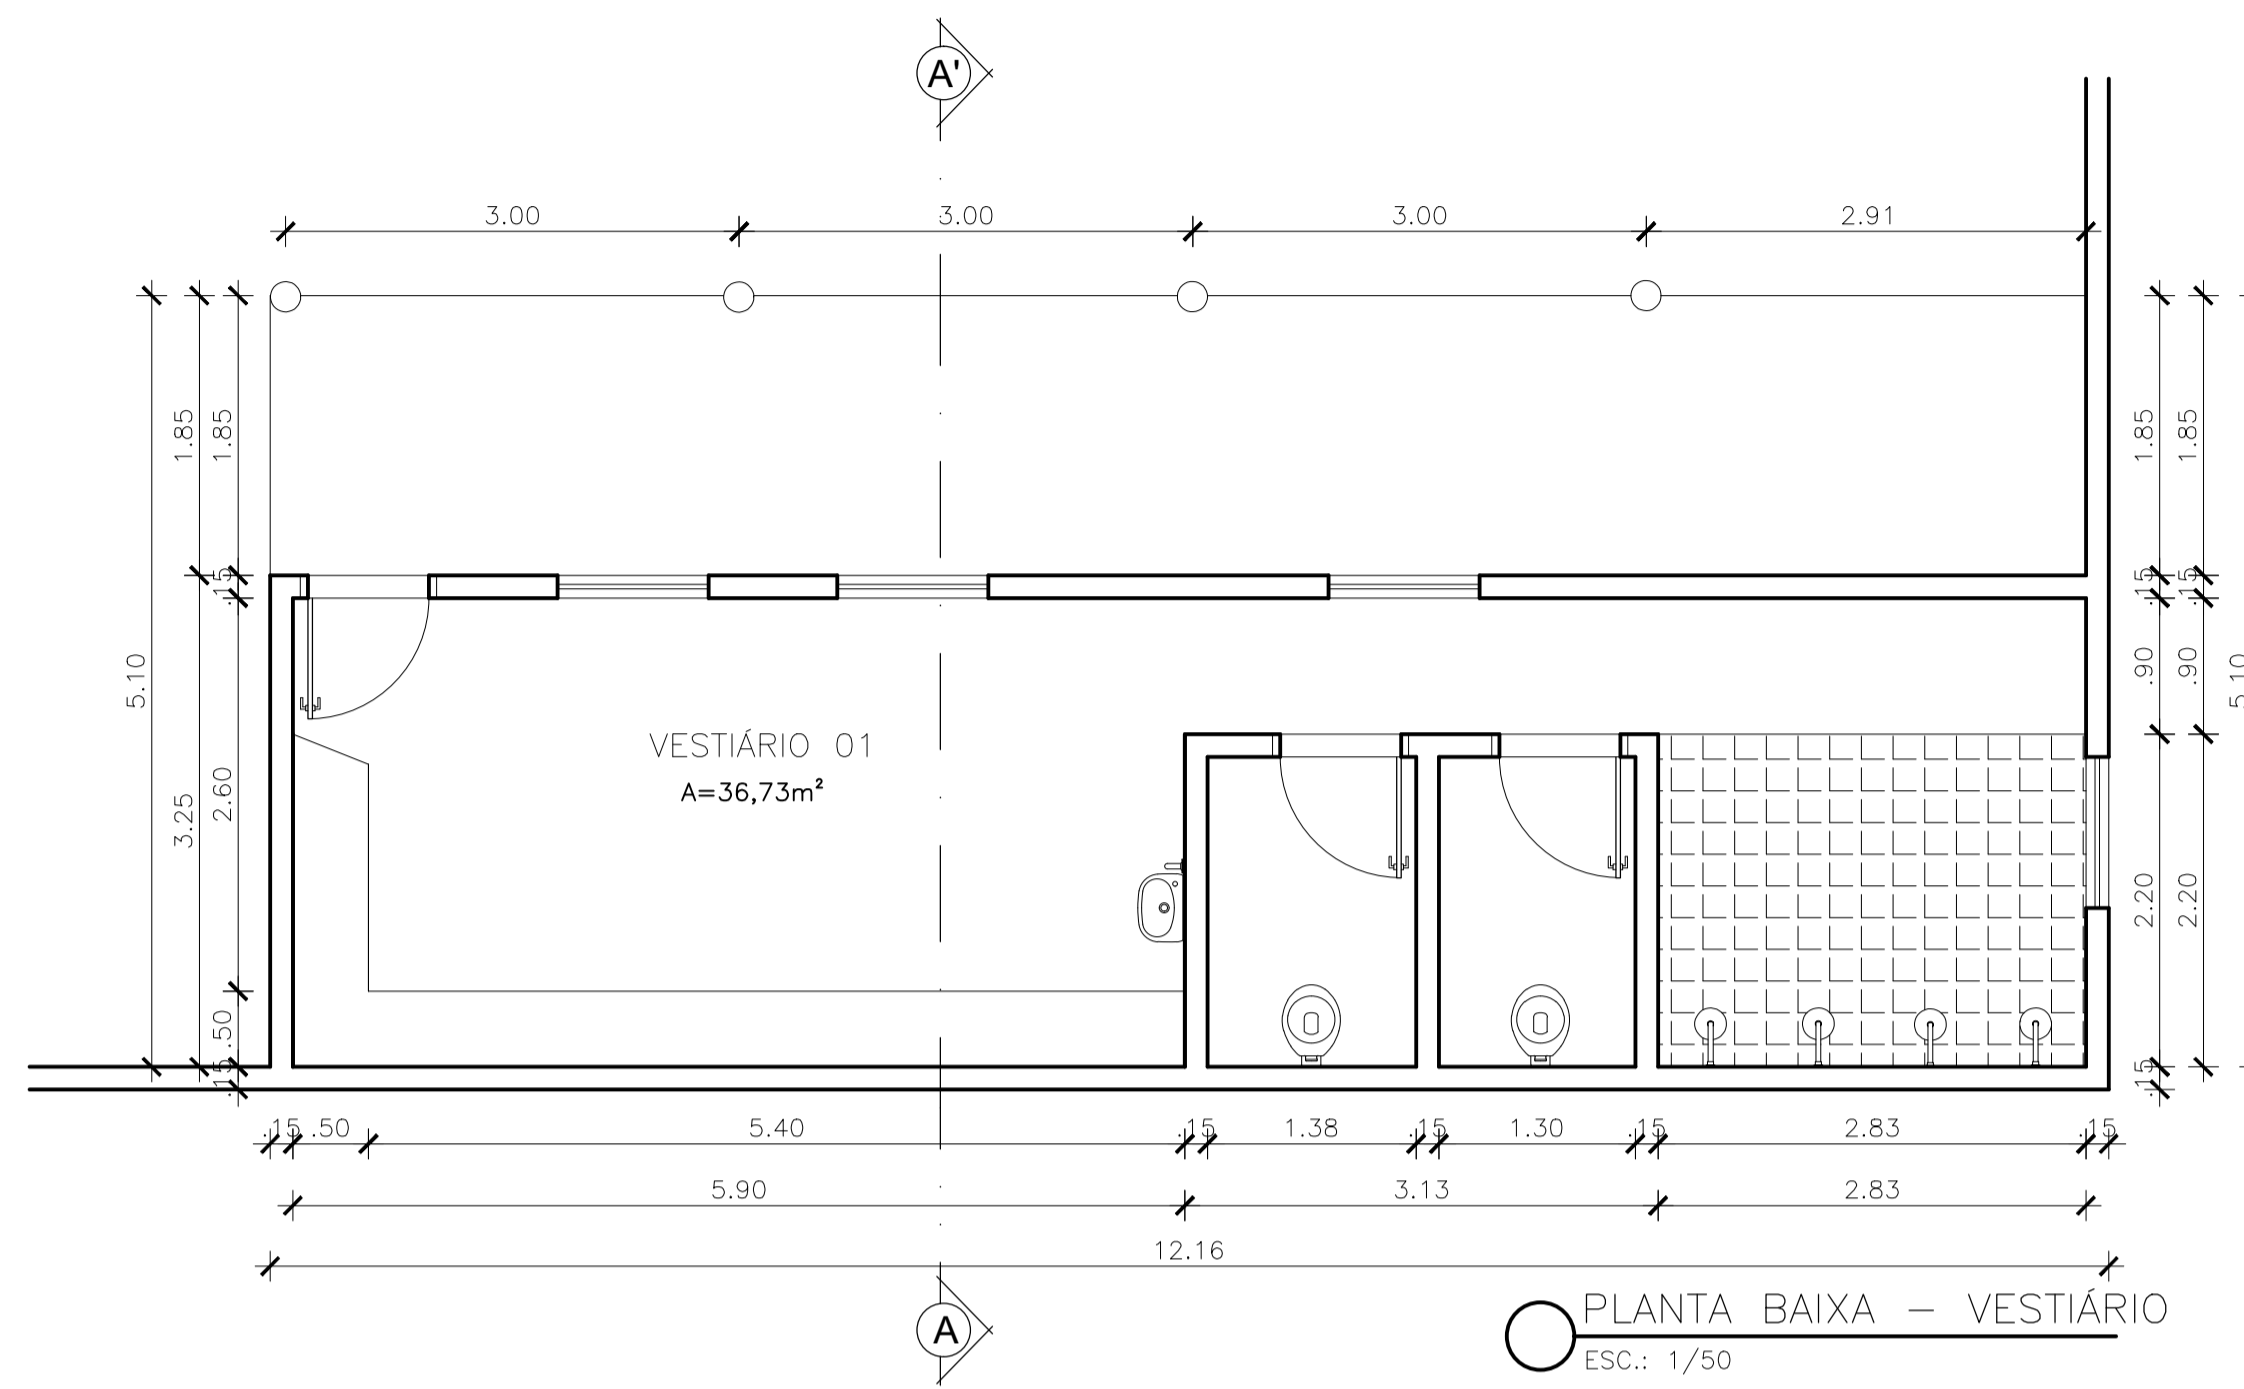 A'
3.00 3.00 3.00 2.91
1.85 1.85 1.85 1.85
.15 .15 .15
5.10 .90 .90 5.10
VESTIÁRIO 01
A=36,73m²
3.25 2.60 2.20 2.20
.50
.15 .15
.15 .50 5.40 .15 1.38 .15 1.30 .15 2.83 .15
5.90 3.13 2.83
12.16
A
PLANTA BAIXA – VESTIÁRIO
ESC.: 1/50